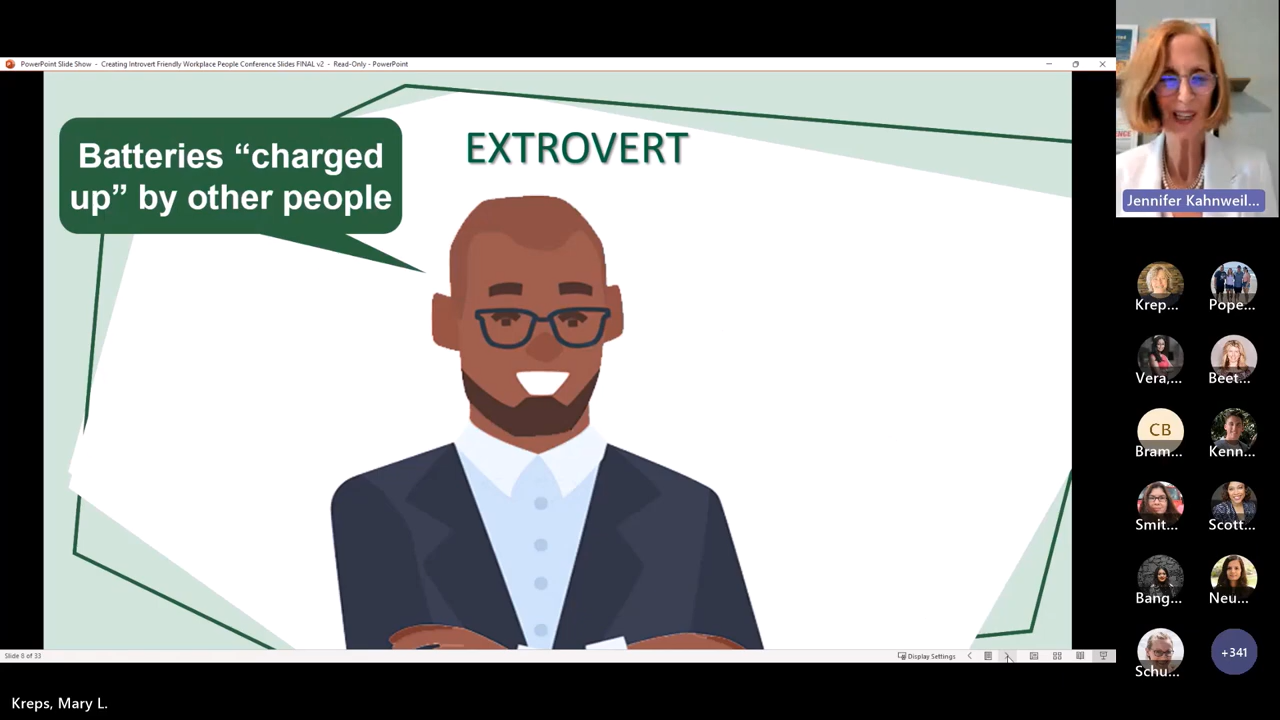 PowerPoint Slide Show - Creating Introvert Friendly Workplace People Conference Slides FINAL v2 - Read-Only - PowerPoint
Batteries “charged
up” by other people
EXTROVERT
Jennifer Kahnweil...
Krep...
Pope...
Vera,...
Beet...
CB
Bram...
Kenn...
Smit...
Scott...
Bang...
Neu...
Schu...
+341
Slide 8 of 33
Display Settings
Kreps, Mary L.